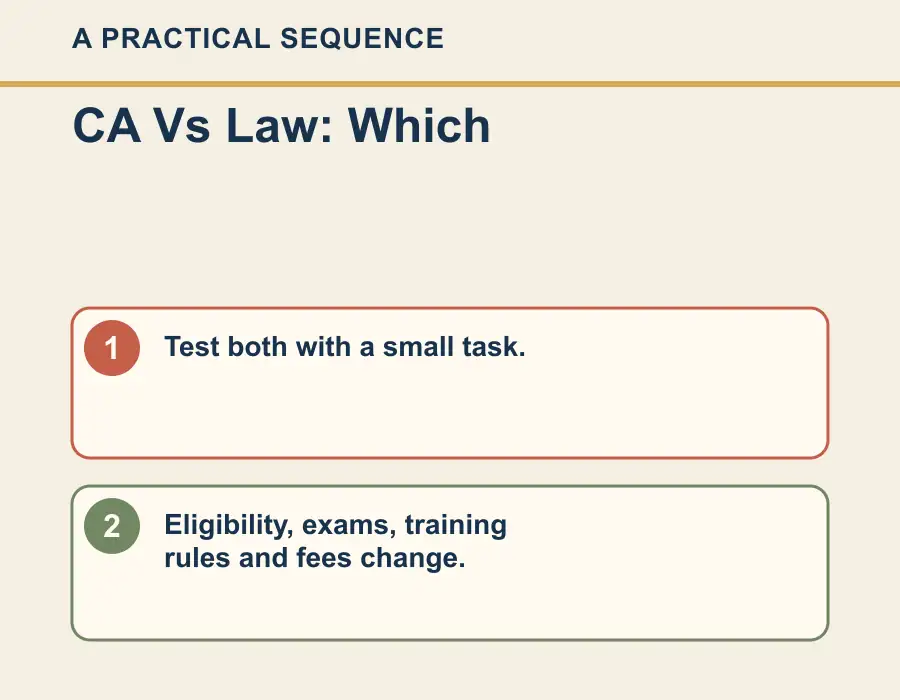 A PRACTICAL SEQUENCE
CA Vs Law: Which
1
Test both with a small task.
2
Eligibility, exams, training
rules and fees change.